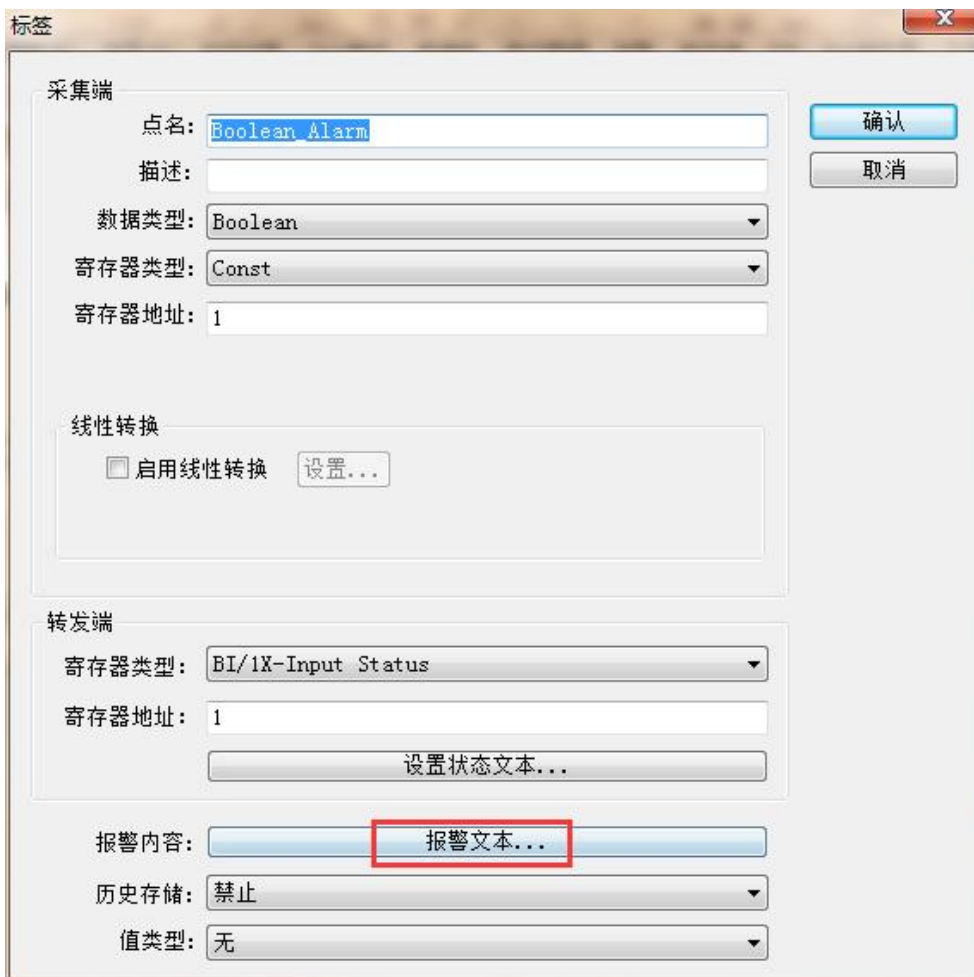 标签
采集端
点名: Boolean_Alarm
确认
描述:
取消
数据类型: Boolean
寄存器类型: Const
寄存器地址: 1
线性转换
启用线性转换 设置...
转发端
寄存器类型: BI/1X-Input Status
寄存器地址: 1
设置状态文本...
报警内容: 报警文本...
历史存储: 禁止
值类型: 无